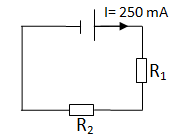 I= 250 mA
R₁
R₂